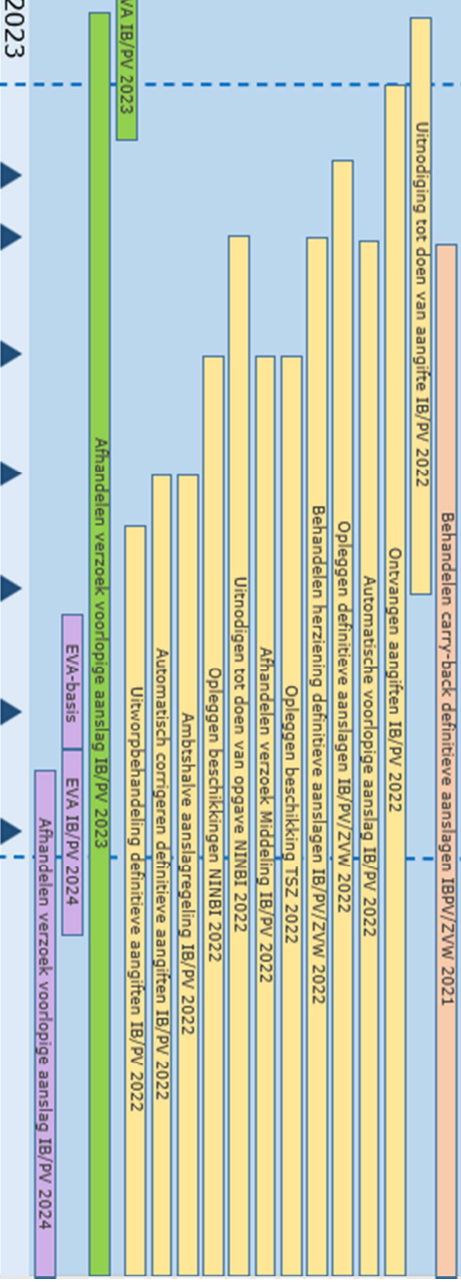 Behandelen carry-back definitieve aanslagen IBPV/ZVW 2021
Uitnodiging tot doen van aangifte IB/PV 2022
Ontvangen aangiften IB/PV 2022
Automatische voorlopige aanslag IB/PV 2022
Opleggen definitieve aanslagen IB/PV/ZVW 2022
Behandelen herziening definitieve aanslagen IB/PV/ZVW 2022
Opleggen beschikking TSZ 2022
Afhandelen verzoek Middeling IB/PV 2022
Uitnodigen tot doen van opgave NINBI 2022
Opleggen beschikkingen NINBI 2022
Ambtshalve aanslagregeling IB/PV 2022
Automatisch corrigeren definitieve aangiften IB/PV 2022
Uitworpbehandeling definitieve aangiften IB/PV 2022
VA IB/PV 2023
Afhandelen verzoek voorlopige aanslag IB/PV 2023
EVA-basis
EVA IB/PV 2024
Afhandelen verzoek voorlopige aanslag IB/PV 2024
2023